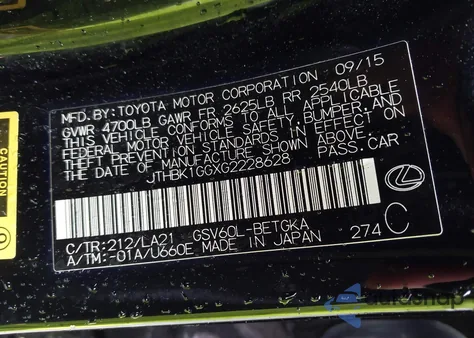 MFD.BY:TOYOTA MOTOR CORPORATION 09/15
GVWR 4700LB GAWR FR 2625LB RR 2540LB
THIS VEHICLE CONFORMS TO ALL APPLICABLE
FEDERAL MOTOR VEHICLE SAFETY, BUMPER, AND
THEFT PREVENTION STANDARDS IN EFFECT ON
THE DATE OF MANUFACTURE SHOWN ABOVE.
JTHBK1GGXG2228628 PASS.CAR
C/TR:212/LA21 GSV60L-BETGKA
A/TM:-01A/U660E MADE IN JAPAN 274 C
autosnap